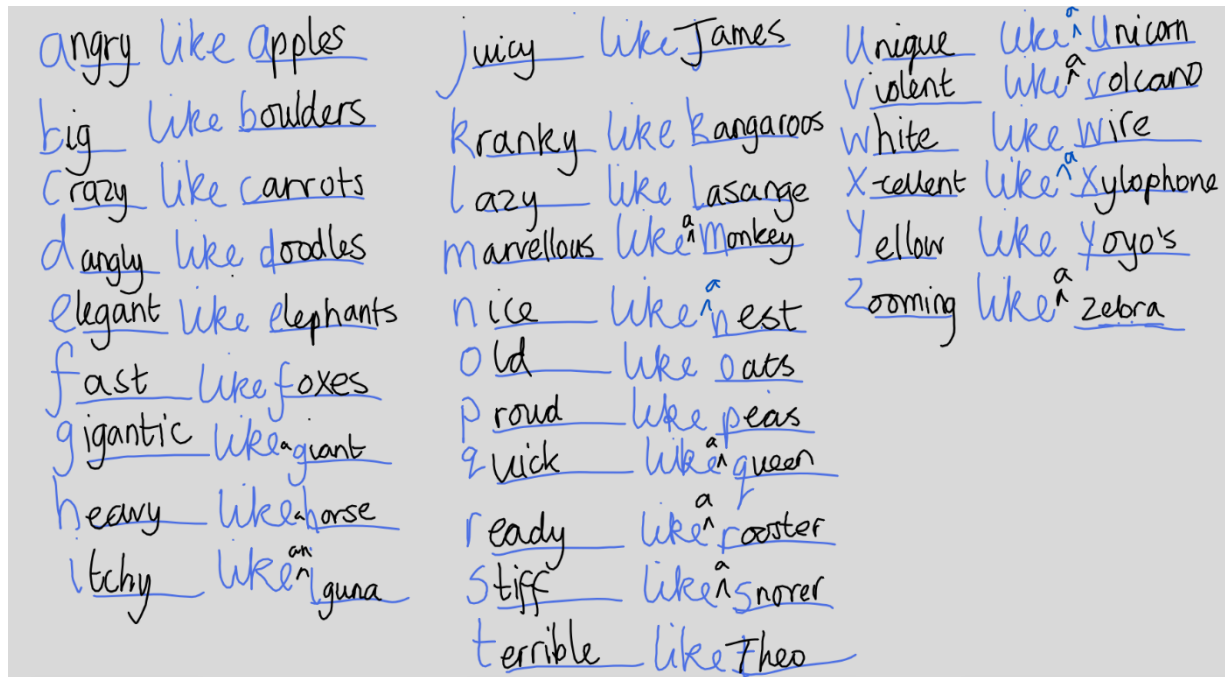 angry like apples
big like boulders
crazy like carrots
dangly like doodles
elegant like elephants
fast like foxes
gigantic like a giant
heavy like a horse
itchy like an Iguna
juicy like James
kranky like kangaroos
lazy like Lasange
marvellous like a Monkey
nice like a nest
old like oats
proud like peas
quick like a queen
ready like a rooster
stiff like a snorer
terrible like Theo
Unique like a Unicorn
violent like a volcano
white like wire
X-cellent like a Xylophone
Yellow like Yoyo's
Zooming like a zebra